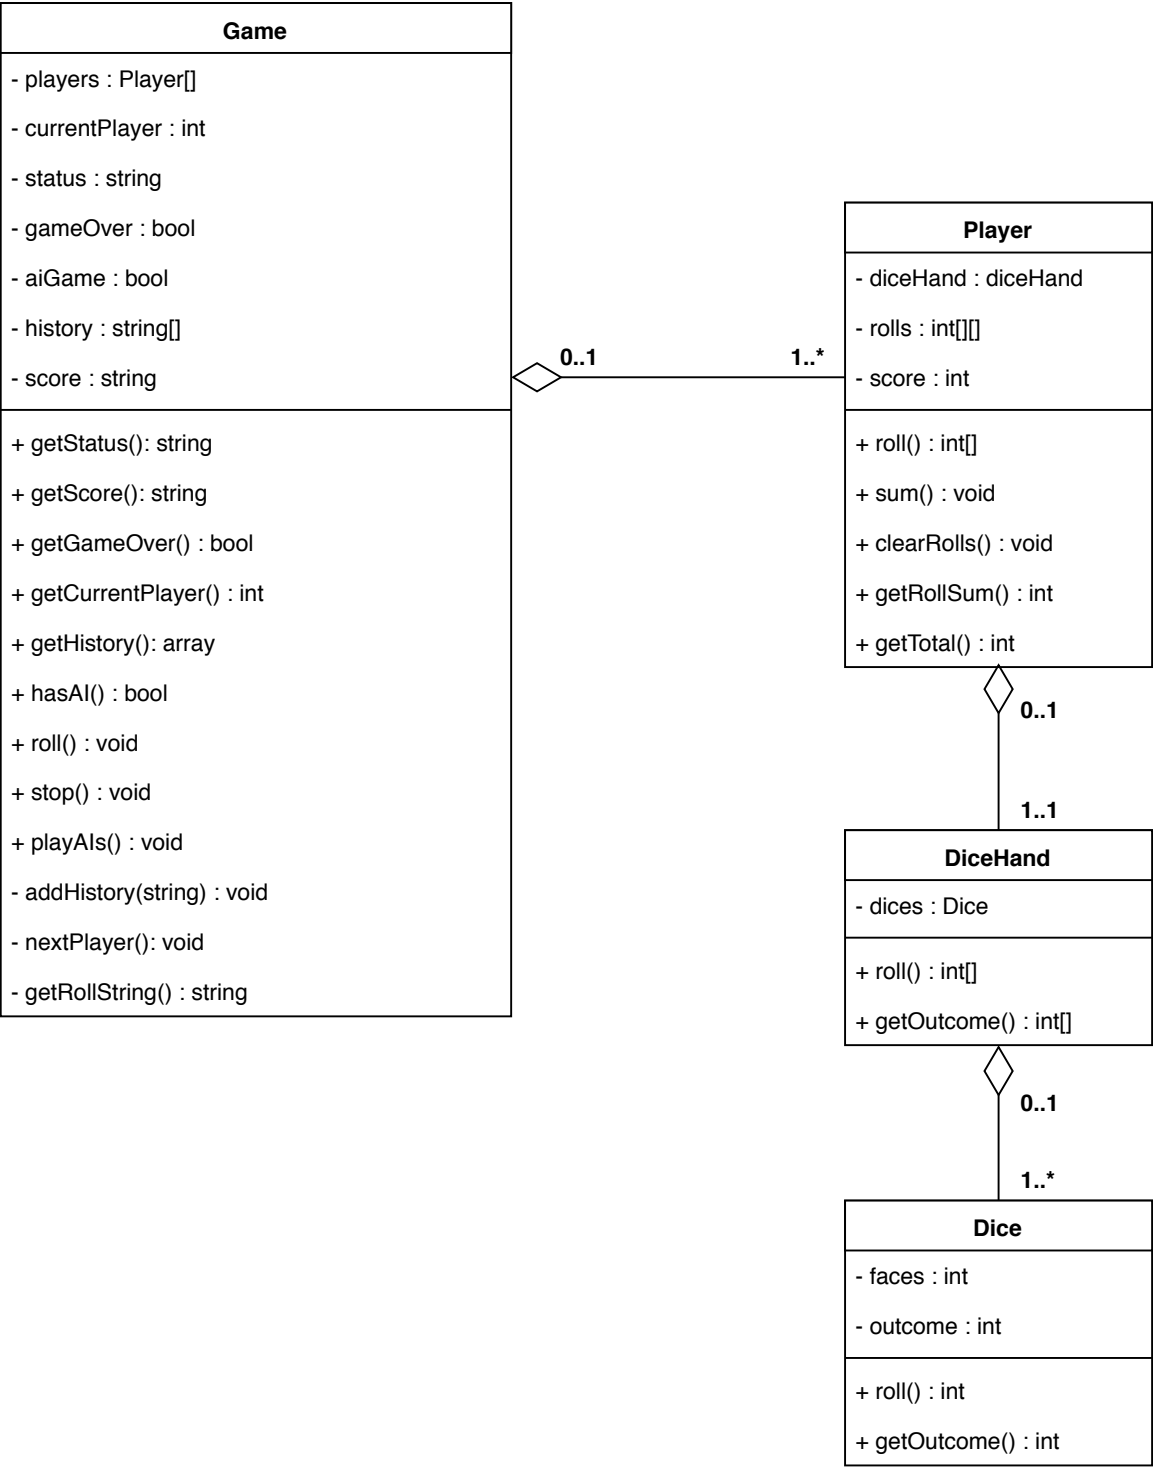 Game
- players : Player[]
- currentPlayer : int
- status : string
- gameOver : bool
- aiGame : bool
- history : string[]
- score : string
+ getStatus(): string
+ getScore(): string
+ getGameOver() : bool
+ getCurrentPlayer() : int
+ getHistory(): array
+ hasAI() : bool
+ roll() : void
+ stop() : void
+ playAIs() : void
- addHistory(string) : void
- nextPlayer(): void
- getRollString() : string
0..1
1..*
Player
- diceHand : diceHand
- rolls : int[][]
- score : int
+ roll() : int[]
+ sum() : void
+ clearRolls() : void
+ getRollSum() : int
+ getTotal() : int
0..1
1..1
DiceHand
- dices : Dice
+ roll() : int[]
+ getOutcome() : int[]
0..1
1..*
Dice
- faces : int
- outcome : int
+ roll() : int
+ getOutcome() : int